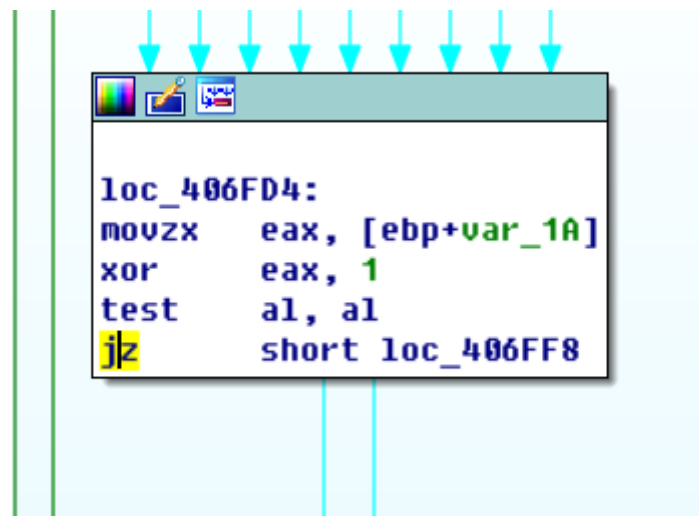 loc_406FD4:
movzx eax, [ebp+var_1A]
xor eax, 1
test al, al
jz short loc_406FF8